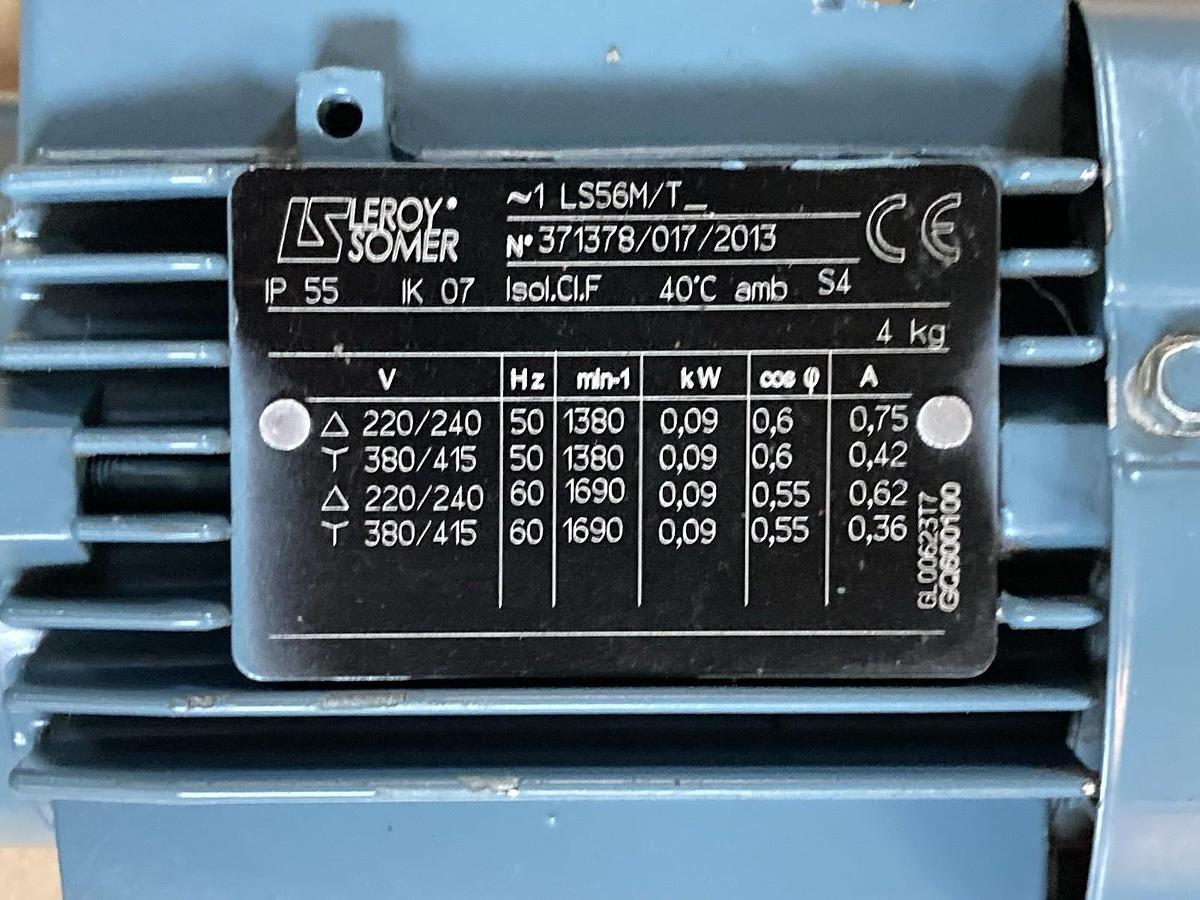 LEROY
SOMER
~1 LS56M/T_
N° 371378/017/2013
CE
IP 55 IK 07 Isol.Cl.F 40°C amb S4
4 kg
V Hz min-1 kW cos φ A
△ 220/240 50 1380 0,09 0,6 0,75
Y 380/415 50 1380 0,09 0,6 0,42
△ 220/240 60 1690 0,09 0,55 0,62
Y 380/415 60 1690 0,09 0,55 0,36
GL0062317
GQ600100